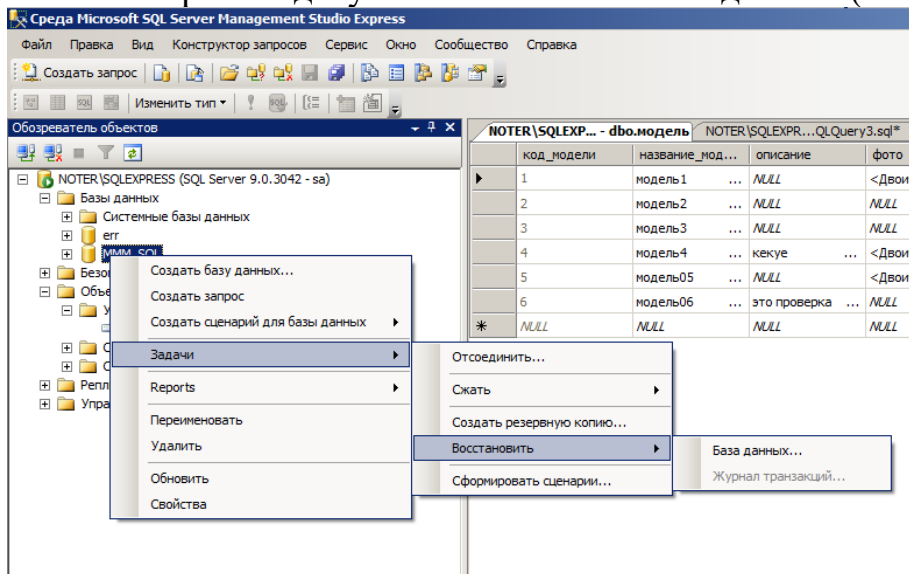 Среда Microsoft SQL Server Management Studio Express
Файл Правка Вид Конструктор запросов Сервис Окно Сообщество Справка
Создать запрос
Изменить тип
Обозреватель объектов
NOTER\SQLEXP... - dbo.модель NOTER\SQLEXPR...QLQuery3.sql*
код_модели название_мод... описание фото
NOTER\SQLEXPRESS (SQL Server 9.0.3042 - sa)
1 модель1 ... NULL <Двои
Базы данных
2 модель2 ... NULL NULL
Системные базы данных
3 модель3 ... NULL NULL
err
4 модель4 ... кекуе ... <Двои
MMM_SQL
5 модель05 ... NULL <Двои
Безо
6 модель06 ... это проверка ... NULL
Объе
NULL NULL NULL NULL
У
С
С
Репл
Упра
Создать базу данных...
Создать запрос
Создать сценарий для базы данных
Задачи
Reports
Переименовать
Удалить
Обновить
Свойства
Отсоединить...
Сжать
Создать резервную копию...
Восстановить
Сформировать сценарии...
База данных...
Журнал транзакций...